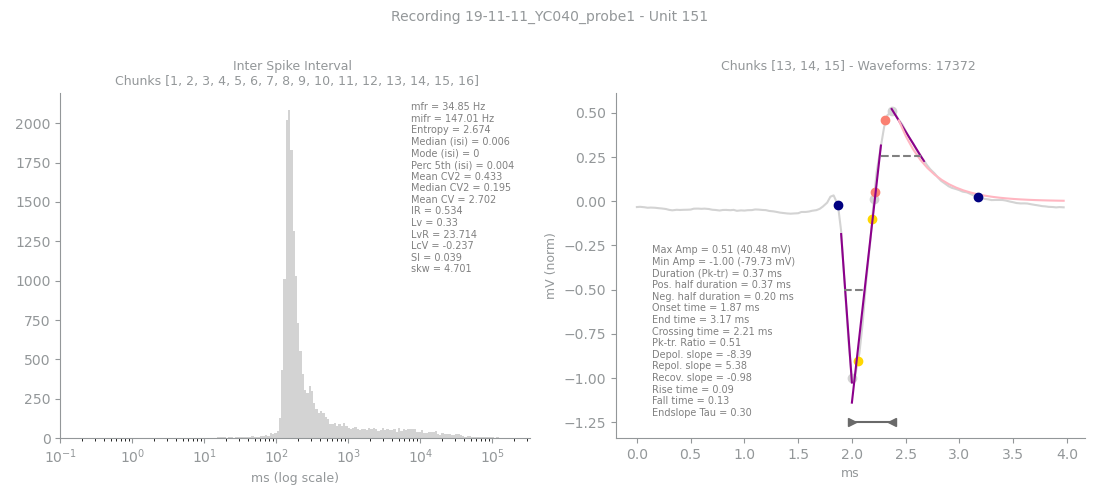 Recording 19-11-11_YC040_probe1 - Unit 151
Inter Spike Interval
Chunks [1, 2, 3, 4, 5, 6, 7, 8, 9, 10, 11, 12, 13, 14, 15, 16]
mfr = 34.85 Hz
mifr = 147.01 Hz
Entropy = 2.674
Median (isi) = 0.006
Mode (isi) = 0
Perc 5th (isi) = 0.004
Mean CV2 = 0.433
Median CV2 = 0.195
Mean CV = 2.702
IR = 0.534
Lv = 0.33
LvR = 23.714
LcV = -0.237
SI = 0.039
skw = 4.701
2000
1750
1500
1250
1000
750
500
250
0
10⁻¹ 10⁰ 10¹ 10² 10³ 10⁴ 10⁵
ms (log scale)
Chunks [13, 14, 15] - Waveforms: 17372
mV (norm)
0.50
0.25
0.00
−0.25
−0.50
−0.75
−1.00
−1.25
Max Amp = 0.51 (40.48 mV)
Min Amp = -1.00 (-79.73 mV)
Duration (Pk-tr) = 0.37 ms
Pos. half duration = 0.37 ms
Neg. half duration = 0.20 ms
Onset time = 1.87 ms
End time = 3.17 ms
Crossing time = 2.21 ms
Pk-tr. Ratio = 0.51
Depol. slope = -8.39
Repol. slope = 5.38
Recov. slope = -0.98
Rise time = 0.09
Fall time = 0.13
Endslope Tau = 0.30
0.0 0.5 1.0 1.5 2.0 2.5 3.0 3.5 4.0
ms